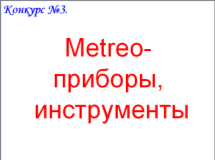 Конкурс №3.
Metreo-
приборы,
инструменты